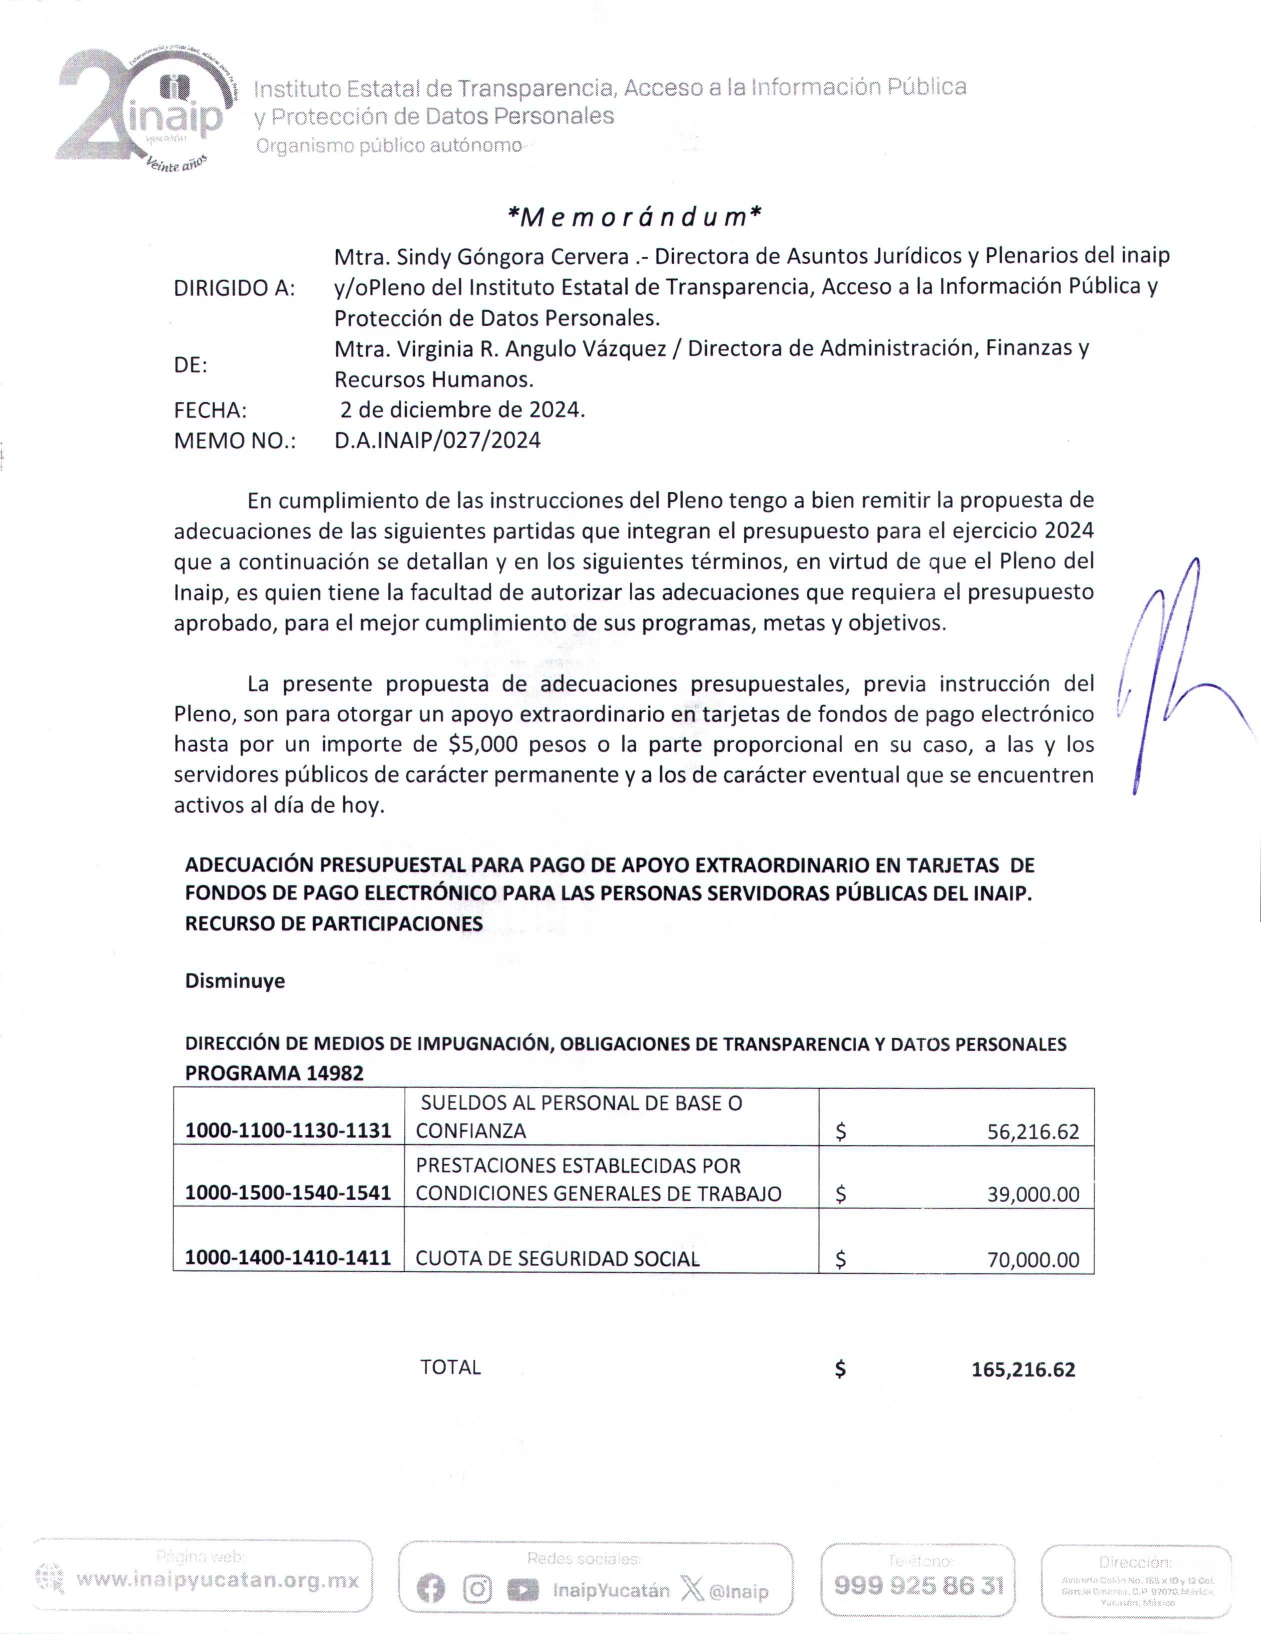 20 inaip
Veinte años
Instituto Estatal de Transparencia, Acceso a la Información Pública
y Protección de Datos Personales
Organismo público autónomo
*Memorándum*
Mtra. Sindy Góngora Cervera .- Directora de Asuntos Jurídicos y Plenarios del inaip
DIRIGIDO A: y/oPleno del Instituto Estatal de Transparencia, Acceso a la Información Pública y
Protección de Datos Personales.
DE: Mtra. Virginia R. Angulo Vázquez / Directora de Administración, Finanzas y
Recursos Humanos.
FECHA: 2 de diciembre de 2024.
MEMO NO.: D.A.INAIP/027/2024
En cumplimiento de las instrucciones del Pleno tengo a bien remitir la propuesta de
adecuaciones de las siguientes partidas que integran el presupuesto para el ejercicio 2024
que a continuación se detallan y en los siguientes términos, en virtud de que el Pleno del
Inaip, es quien tiene la facultad de autorizar las adecuaciones que requiera el presupuesto
aprobado, para el mejor cumplimiento de sus programas, metas y objetivos.
La presente propuesta de adecuaciones presupuestales, previa instrucción del
Pleno, son para otorgar un apoyo extraordinario en tarjetas de fondos de pago electrónico
hasta por un importe de $5,000 pesos o la parte proporcional en su caso, a las y los
servidores públicos de carácter permanente y a los de carácter eventual que se encuentren
activos al día de hoy.
ADECUACIÓN PRESUPUESTAL PARA PAGO DE APOYO EXTRAORDINARIO EN TARJETAS DE
FONDOS DE PAGO ELECTRÓNICO PARA LAS PERSONAS SERVIDORAS PÚBLICAS DEL INAIP.
RECURSO DE PARTICIPACIONES
Disminuye
DIRECCIÓN DE MEDIOS DE IMPUGNACIÓN, OBLIGACIONES DE TRANSPARENCIA Y DATOS PERSONALES
PROGRAMA 14982
SUELDOS AL PERSONAL DE BASE O
1000-1100-1130-1131 CONFIANZA $ 56,216.62
PRESTACIONES ESTABLECIDAS POR
1000-1500-1540-1541 CONDICIONES GENERALES DE TRABAJO $ 39,000.00
1000-1400-1410-1411 CUOTA DE SEGURIDAD SOCIAL $ 70,000.00
TOTAL $ 165,216.62
Página web:
www.inaipyucatan.org.mx
Redes sociales:
InaipYucatán @Inaip
Teléfono:
999 925 86 31
Dirección:
Avenida Colón No. 185 x 10 y 12 Col.
García Ginerés, C.P. 97070, Mérida,
Yucatán, México